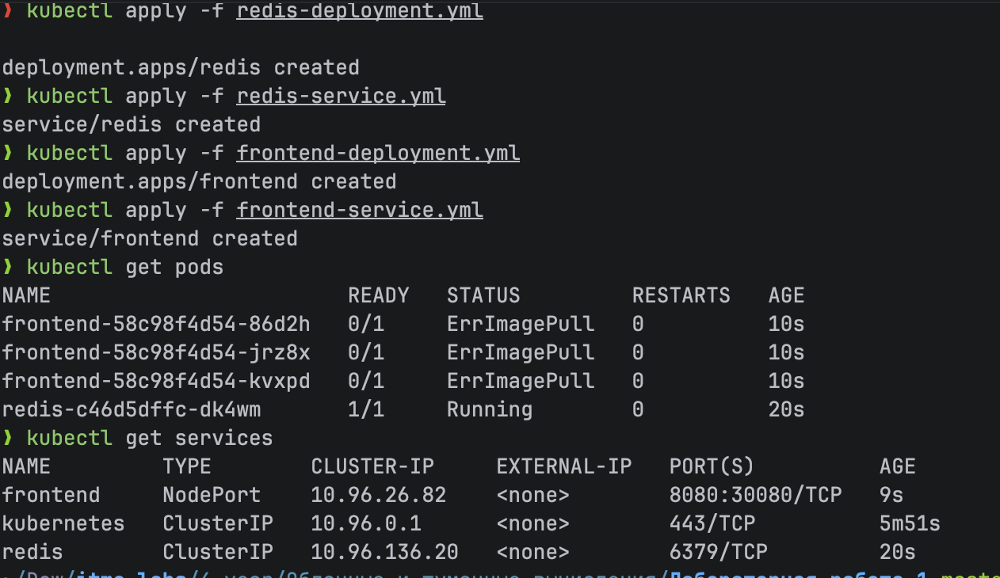 ❯ kubectl apply -f redis-deployment.yml
deployment.apps/redis created
❯ kubectl apply -f redis-service.yml
service/redis created
❯ kubectl apply -f frontend-deployment.yml
deployment.apps/frontend created
❯ kubectl apply -f frontend-service.yml
service/frontend created
❯ kubectl get pods
NAME READY STATUS RESTARTS AGE
frontend-58c98f4d54-86d2h 0/1 ErrImagePull 0 10s
frontend-58c98f4d54-jrz8x 0/1 ErrImagePull 0 10s
frontend-58c98f4d54-kvxpd 0/1 ErrImagePull 0 10s
redis-c46d5dffc-dk4wm 1/1 Running 0 20s
❯ kubectl get services
NAME TYPE CLUSTER-IP EXTERNAL-IP PORT(S) AGE
frontend NodePort 10.96.26.82 <none> 8080:30080/TCP 9s
kubernetes ClusterIP 10.96.0.1 <none> 443/TCP 5m51s
redis ClusterIP 10.96.136.20 <none> 6379/TCP 20s